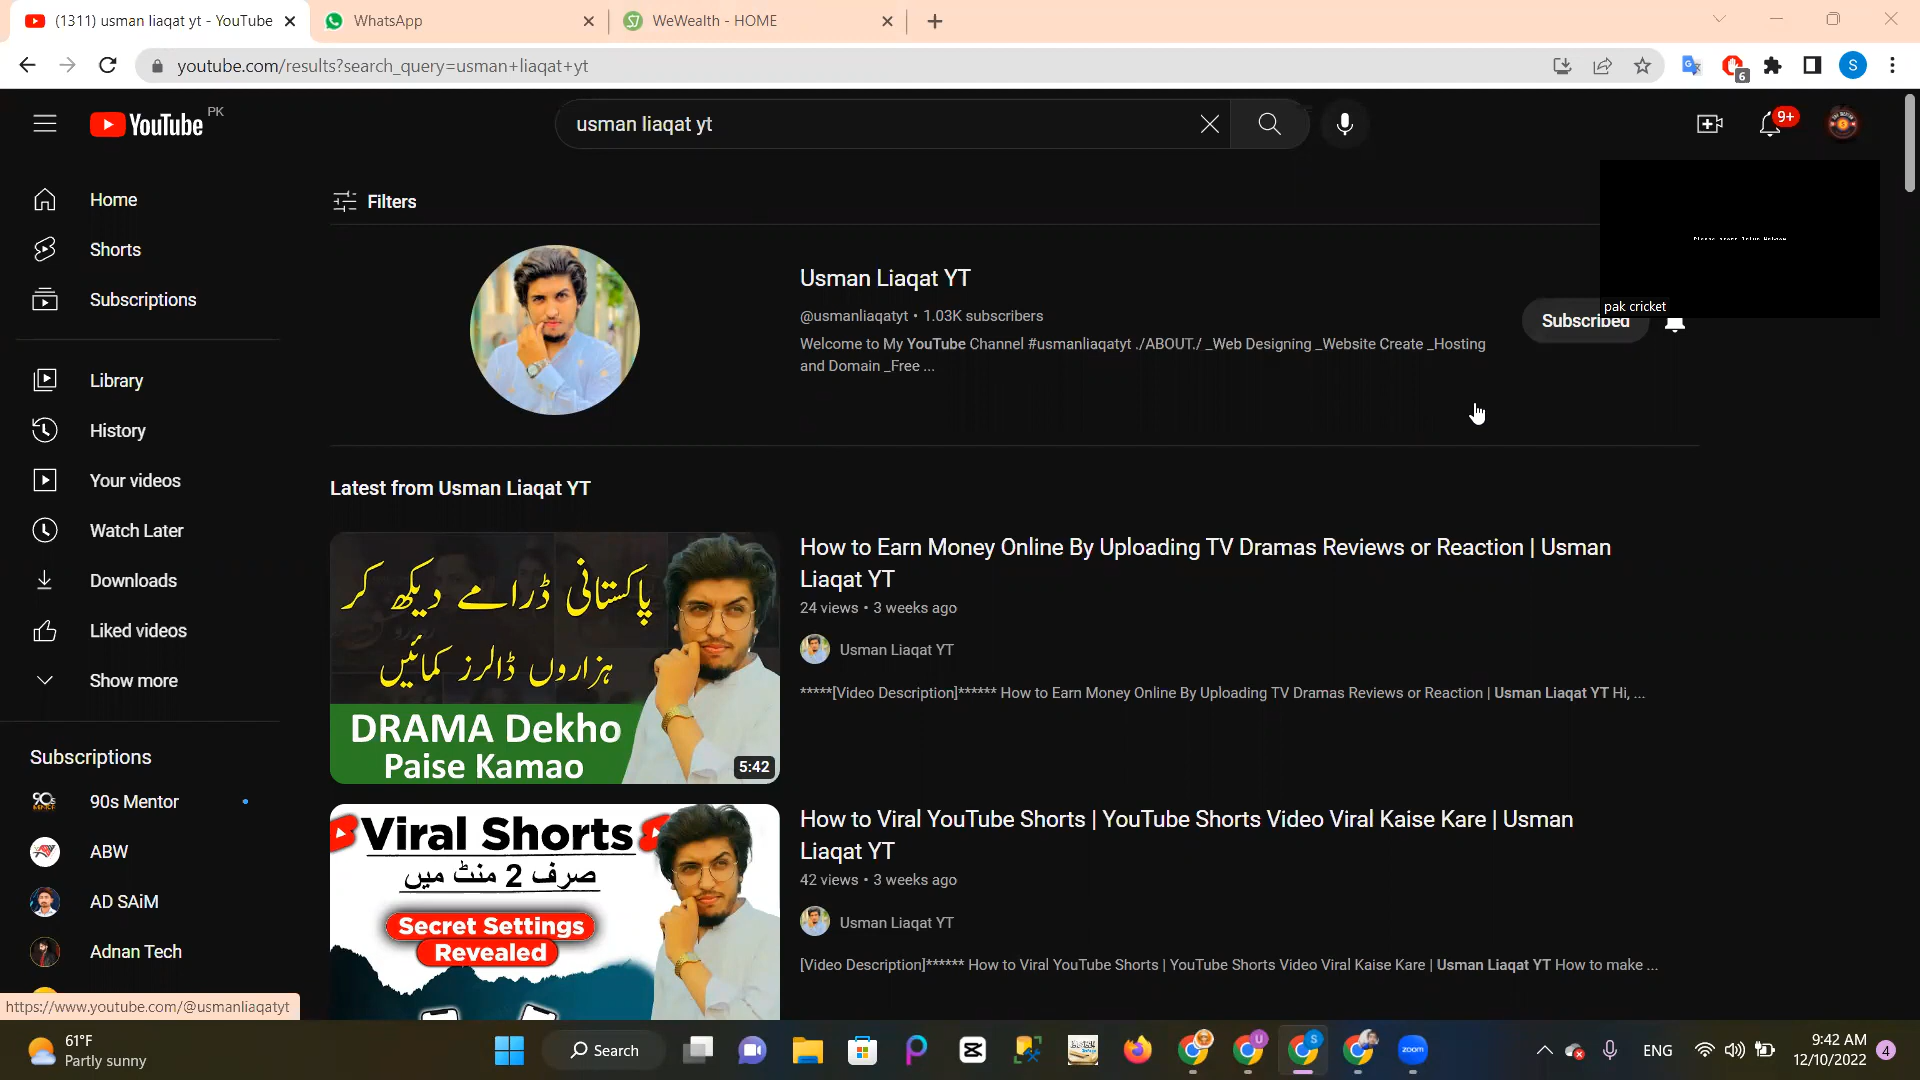 (1311) usman liaqat yt - YouTube
WhatsApp
WeWealth - HOME
youtube.com/results?search_query=usman+liaqat+yt
6
S
YouTube PK
usman liaqat yt
9+
Home
Shorts
Subscriptions
Library
History
Your videos
Watch Later
Downloads
Liked videos
Show more
Subscriptions
90s Mentor
ABW
AD SAiM
Adnan Tech
https://www.youtube.com/@usmanliaqatyt
Filters
Usman Liaqat YT
@usmanliaqatyt • 1.03K subscribers
Welcome to My YouTube Channel #usmanliaqatyt ./ABOUT./ _Web Designing _Website Create _Hosting
and Domain _Free ...
Subscribed
pak cricket
Latest from Usman Liaqat YT
پاکستانی ڈرامے دیکھ کر
ہزاروں ڈالرز کمائیں
DRAMA Dekho
Paise Kamao
5:42
How to Earn Money Online By Uploading TV Dramas Reviews or Reaction | Usman
Liaqat YT
24 views • 3 weeks ago
Usman Liaqat YT
*****[Video Description]****** How to Earn Money Online By Uploading TV Dramas Reviews or Reaction | Usman Liaqat YT Hi, ...
Viral Shorts
صرف 2 منٹ میں
Secret Settings
Revealed
How to Viral YouTube Shorts | YouTube Shorts Video Viral Kaise Kare | Usman
Liaqat YT
42 views • 3 weeks ago
Usman Liaqat YT
[Video Description]****** How to Viral YouTube Shorts | YouTube Shorts Video Viral Kaise Kare | Usman Liaqat YT How to make ...
61°F
Partly sunny
Search
zoom
ENG
9:42 AM
12/10/2022
4